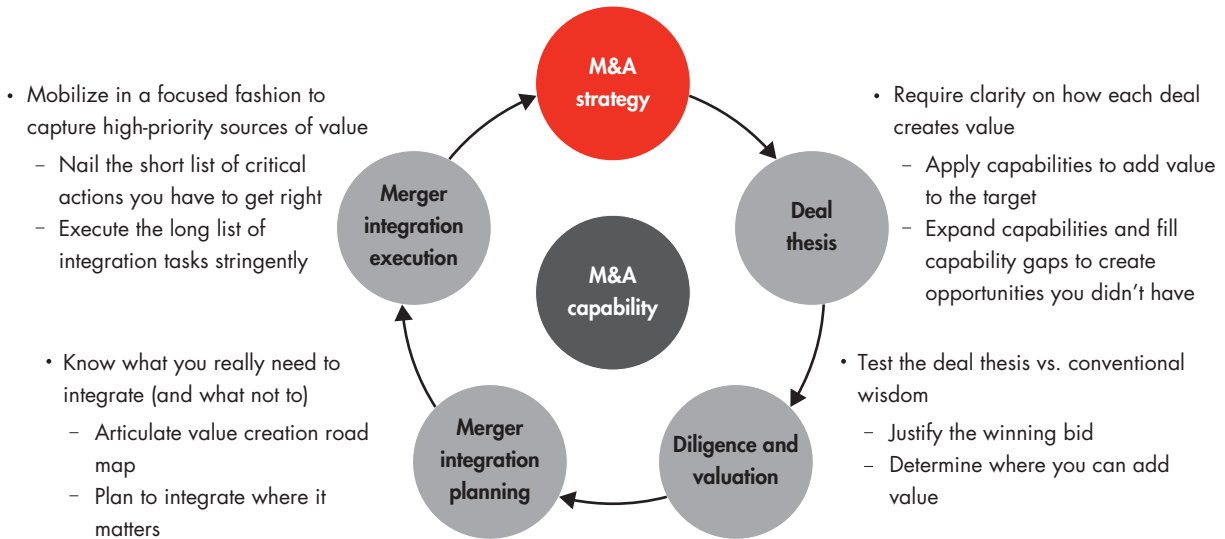 M&A
strategy
• Require clarity on how each deal
creates value
– Apply capabilities to add value
to the target
– Expand capabilities and fill
capability gaps to create
opportunities you didn’t have
Deal
thesis
• Test the deal thesis vs. conventional
wisdom
– Justify the winning bid
– Determine where you can add
value
Diligence and
valuation
Merger
integration
planning
• Know what you really need to
integrate (and what not to)
– Articulate value creation road
map
– Plan to integrate where it
matters
Merger
integration
execution
• Mobilize in a focused fashion to
capture high-priority sources of value
– Nail the short list of critical
actions you have to get right
– Execute the long list of
integration tasks stringently
M&A
capability